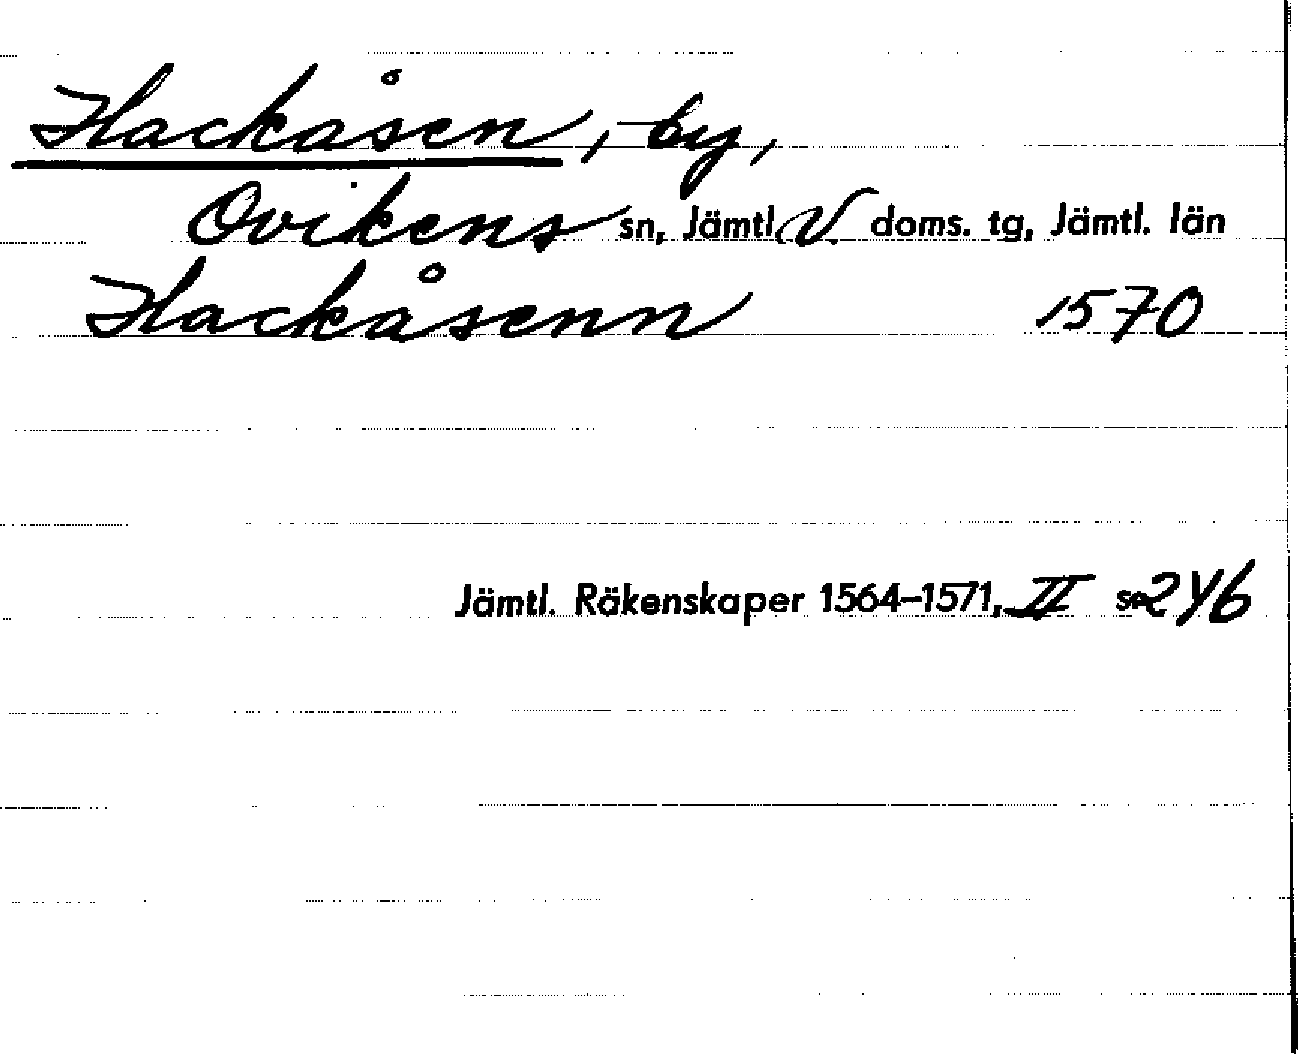 Hackåsen, by,
Ovikens sn, Jämtl. V. doms. tg, Jämtl. län
Hackåsenn 1570
Jämtl. Räkenskaper 1564–1571, II s. 246